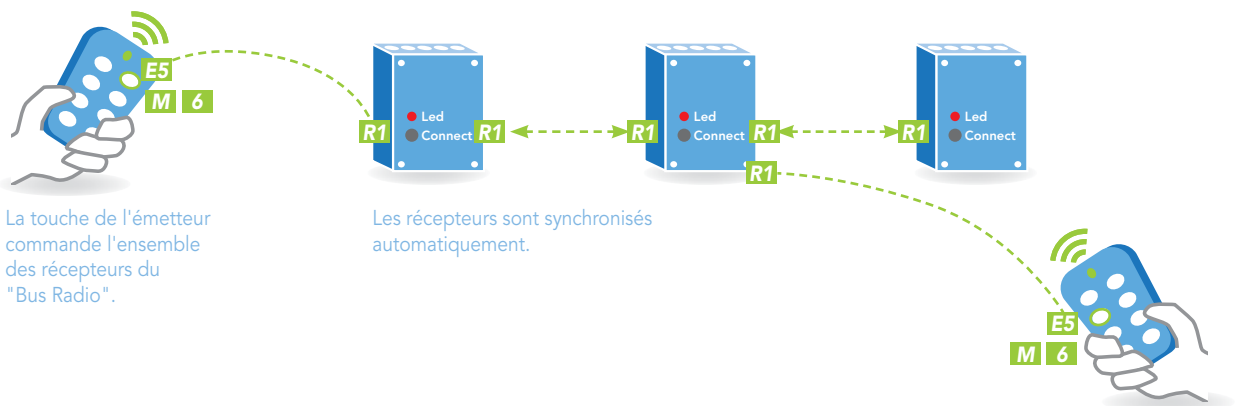 E5
M 6
R1
Led
Connect
R1
R1
Led
Connect
R1
R1
R1
Led
Connect
La touche de l'émetteur
commande l'ensemble
des récepteurs du
"Bus Radio".
Les récepteurs sont synchronisés
automatiquement.
E5
M 6